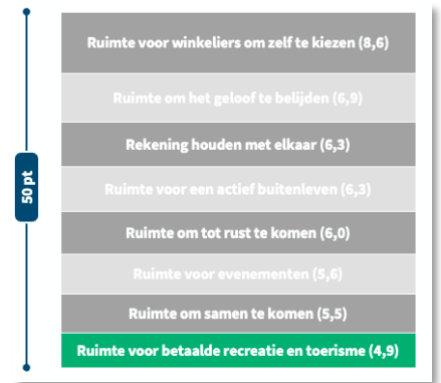 Ruimte voor winkeliers om zelf te kiezen (8,6)
Ruimte om het geloof te belijden (6,9)
Rekening houden met elkaar (6,3)
Ruimte voor een actief buitenleven (6,3)
50 pt
Ruimte om tot rust te komen (6,0)
Ruimte voor evenementen (5,6)
Ruimte om samen te komen (5,5)
Ruimte voor betaalde recreatie en toerisme (4,9)